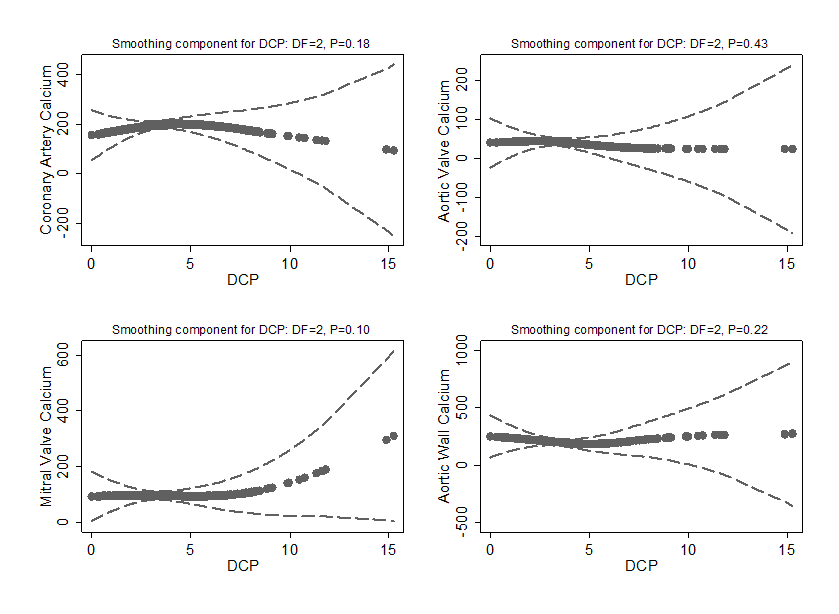 Smoothing component for DCP: DF=2, P=0.18
Coronary Artery Calcium
400
200
0
-200
0 5 10 15
DCP
Smoothing component for DCP: DF=2, P=0.43
Aortic Valve Calcium
200
100
0
-100
-200
0 5 10 15
DCP
Smoothing component for DCP: DF=2, P=0.10
Mitral Valve Calcium
600
400
200
0
0 5 10 15
DCP
Smoothing component for DCP: DF=2, P=0.22
Aortic Wall Calcium
1000
500
0
-500
0 5 10 15
DCP